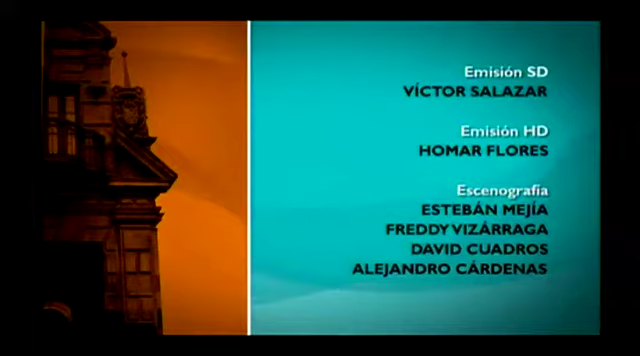 Emisión SD
VÍCTOR SALAZAR
Emisión HD
HOMAR FLORES
Escenografía
ESTEBÁN MEJÍA
FREDDY VIZÁRRAGA
DAVID CUADROS
ALEJANDRO CÁRDENAS